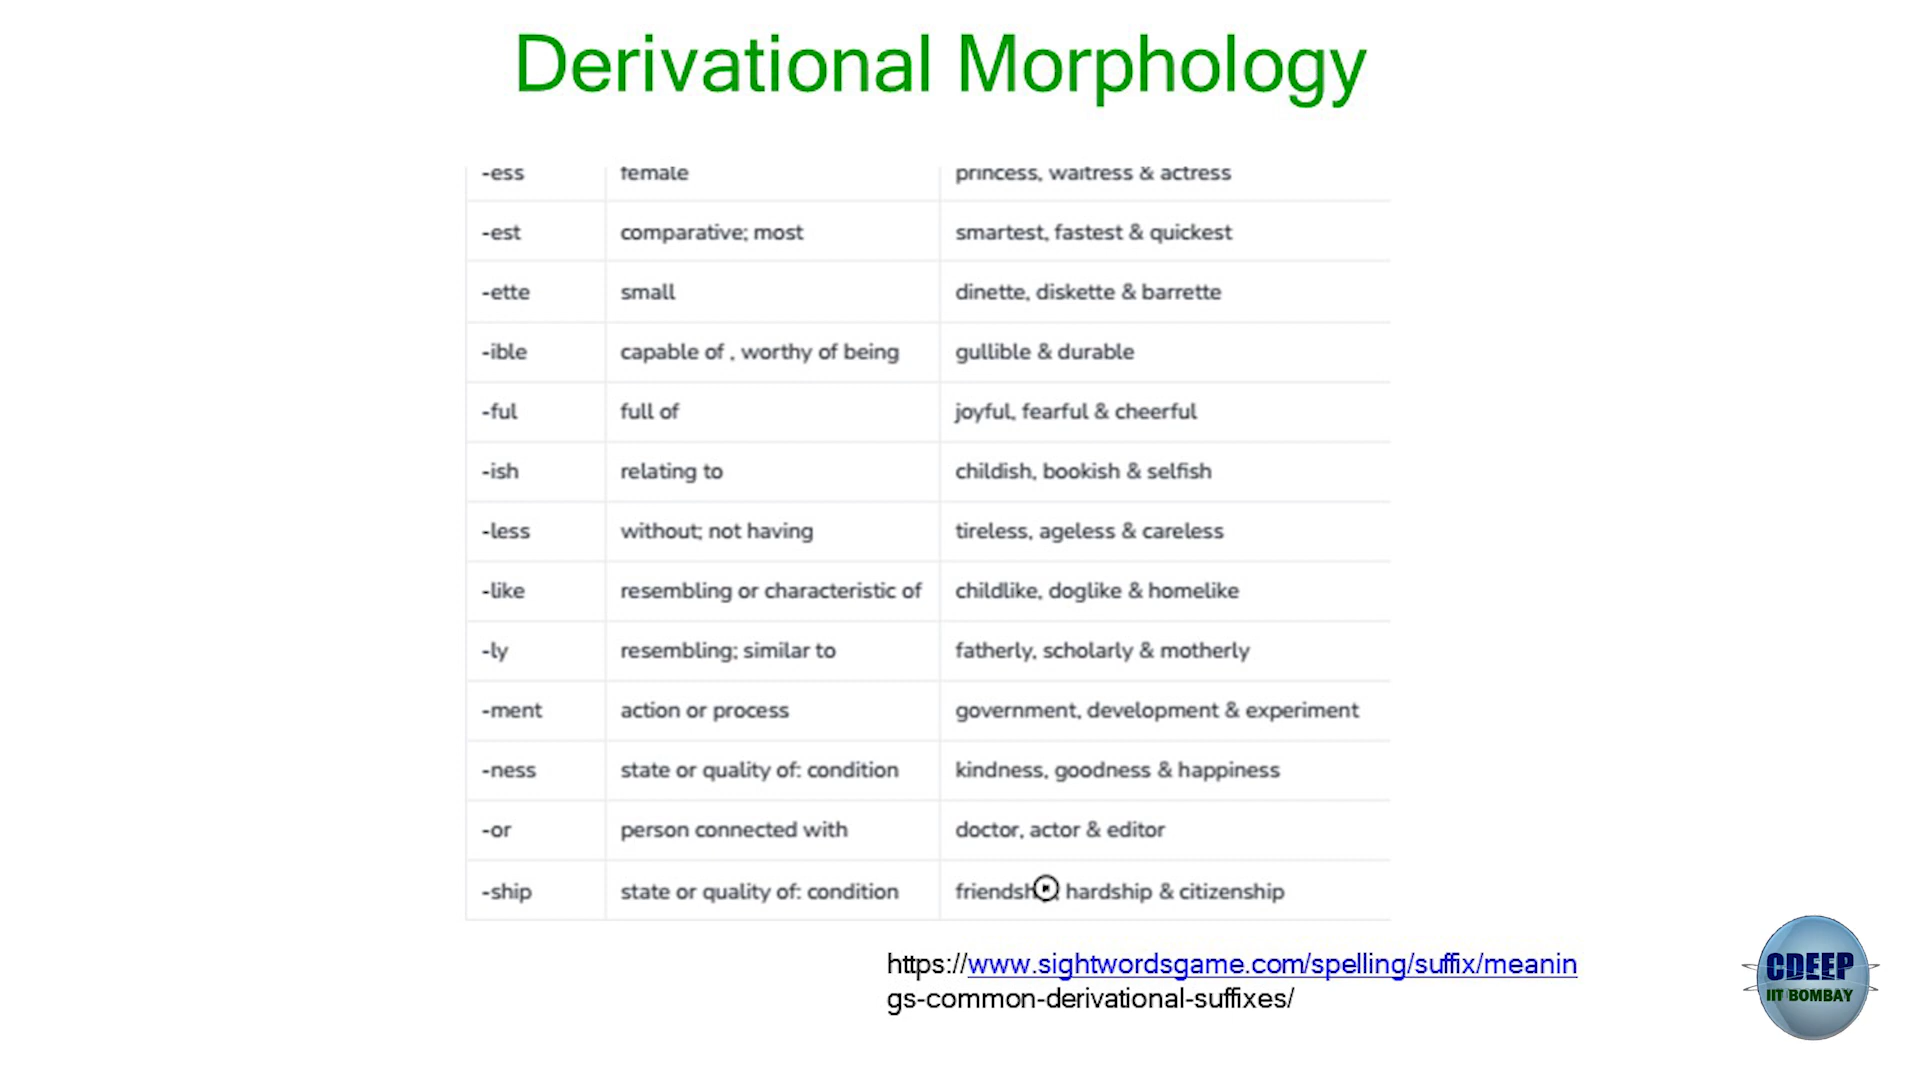 Derivational Morphology
-ess female princess, waitress & actress
-est comparative; most smartest, fastest & quickest
-ette small dinette, diskette & barrette
-ible capable of , worthy of being gullible & durable
-ful full of joyful, fearful & cheerful
-ish relating to childish, bookish & selfish
-less without; not having tireless, ageless & careless
-like resembling or characteristic of childlike, doglike & homelike
-ly resembling; similar to fatherly, scholarly & motherly
-ment action or process government, development & experiment
-ness state or quality of: condition kindness, goodness & happiness
-or person connected with doctor, actor & editor
-ship state or quality of: condition hardship & citizenship
https://www.sightwordsgame.com/spelling/suffix/meanin
gs-common-derivational-suffixes/
CDEEP
IIT BOMBAY